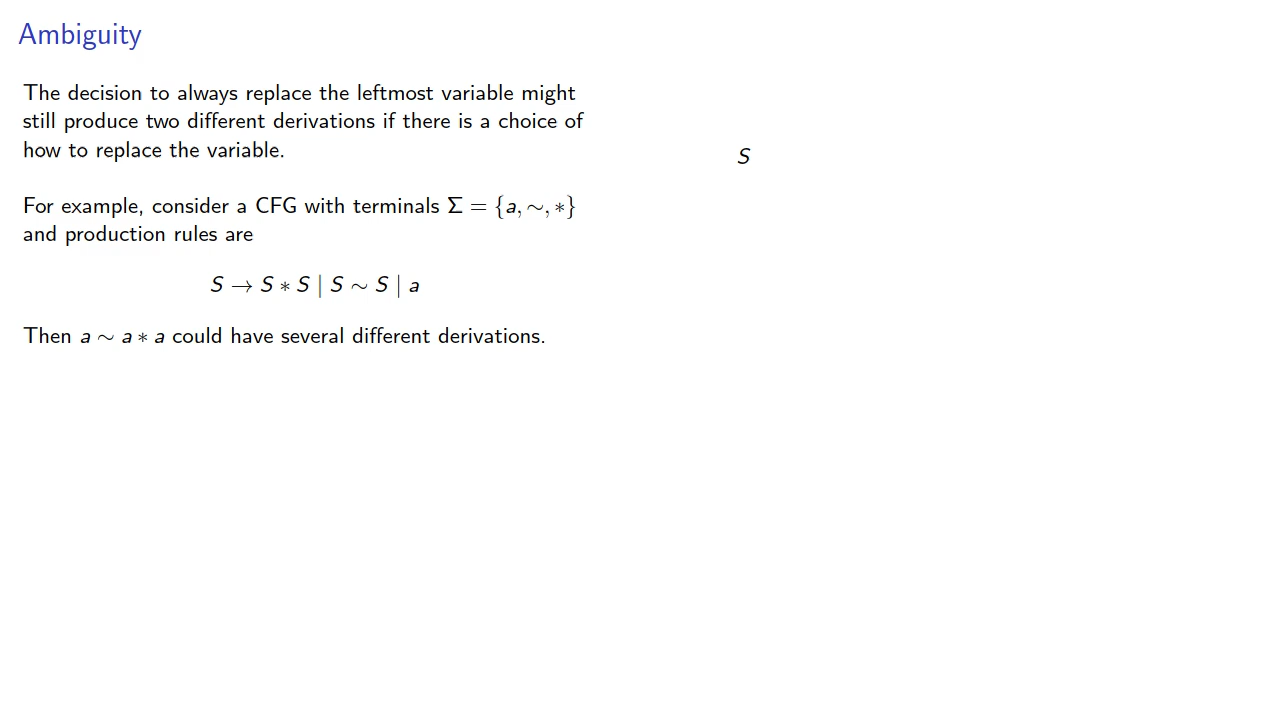 Ambiguity
The decision to always replace the leftmost variable might
still produce two different derivations if there is a choice of
how to replace the variable.
S
For example, consider a CFG with terminals Σ = {a, ∼, ∗}
and production rules are
S → S ∗ S | S ∼ S | a
Then a ∼ a ∗ a could have several different derivations.